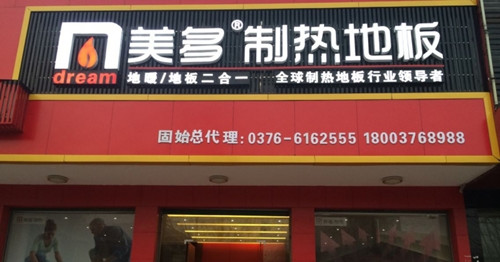 美多®制热地板
dream
地暖/地板二合一 全球制热地板行业领导者
固始总代理:0376-6162555 18003768988